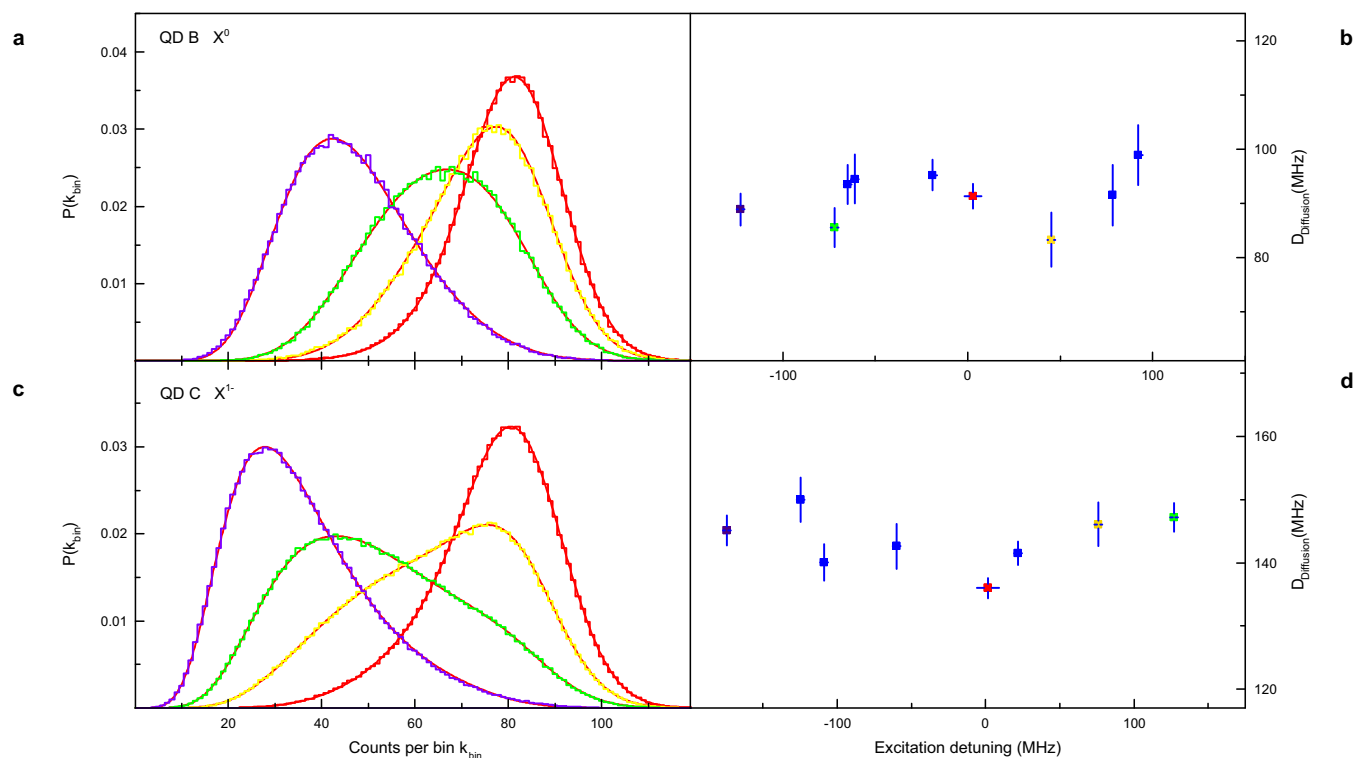 a
QD B X⁰
b
0.04
0.03
0.02
0.01
P(k_bin)
120
100
80
D_Diffusion(MHz)
-100
0
100
c
QD C X¹⁻
d
0.03
0.02
0.01
P(k_bin)
160
140
120
D_Diffusion(MHz)
20
40
60
80
100
-100
0
100
Counts per bin k_bin
Excitation detuning (MHz)